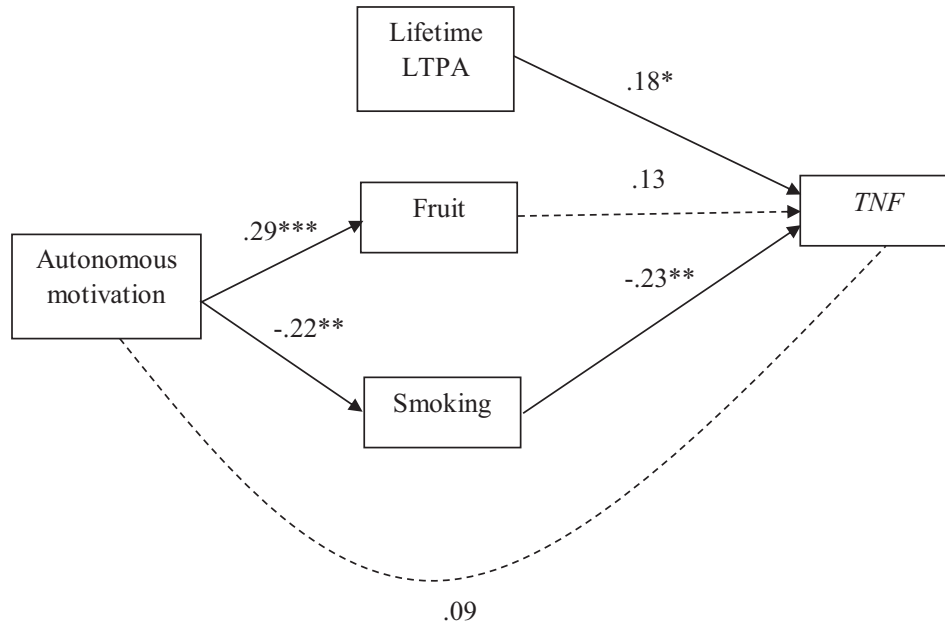 Lifetime
LTPA
.18*
.13
TNF
Fruit
.29***
Autonomous
motivation
-.23**
-.22**
Smoking
.09